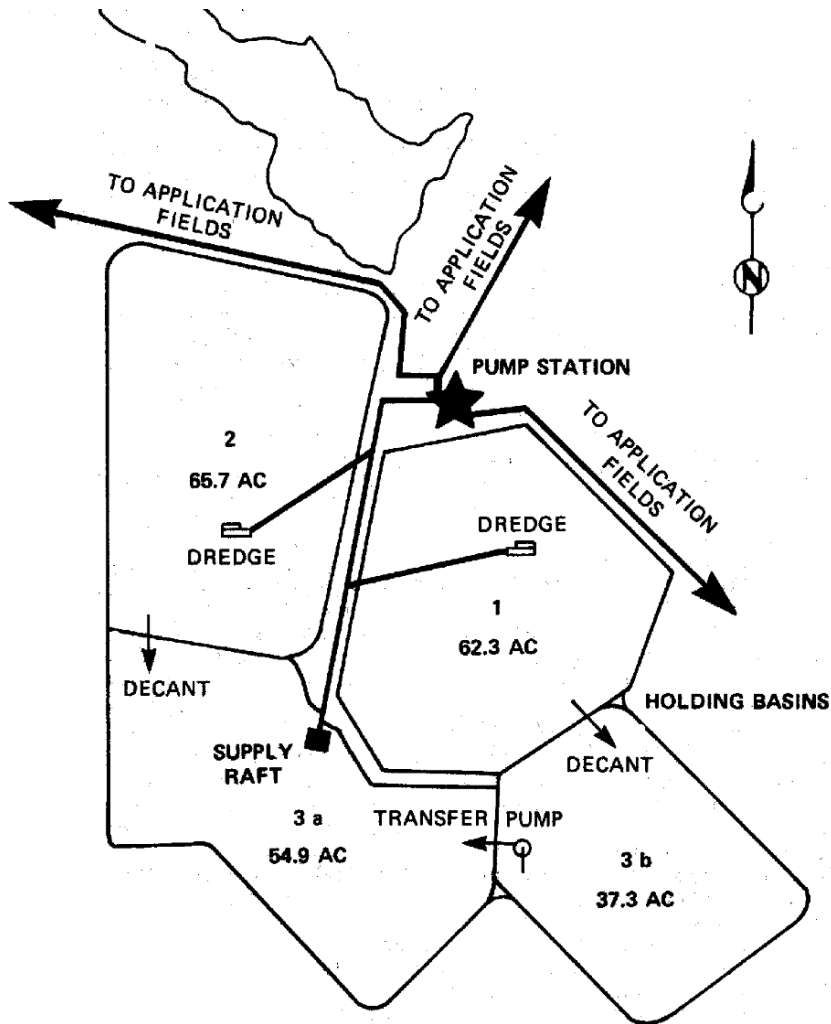 TO APPLICATION
FIELDS
TO APPLICATION
FIELDS
N
PUMP STATION
TO APPLICATION
FIELDS
2
65.7 AC
DREDGE
DREDGE
1
62.3 AC
DECANT
HOLDING BASINS
SUPPLY
RAFT
DECANT
3 a
54.9 AC
TRANSFER PUMP
3 b
37.3 AC